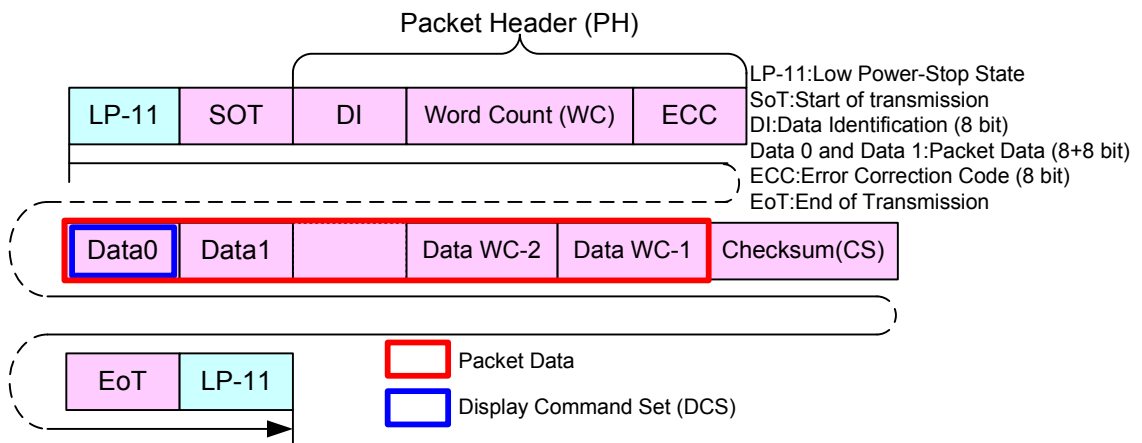 Packet Header (PH)
LP-11 SOT DI Word Count (WC) ECC
LP-11:Low Power-Stop State
SoT:Start of transmission
DI:Data Identification (8 bit)
Data 0 and Data 1:Packet Data (8+8 bit)
ECC:Error Correction Code (8 bit)
EoT:End of Transmission
Data0 Data1 Data WC-2 Data WC-1 Checksum(CS)
EoT LP-11
Packet Data
Display Command Set (DCS)